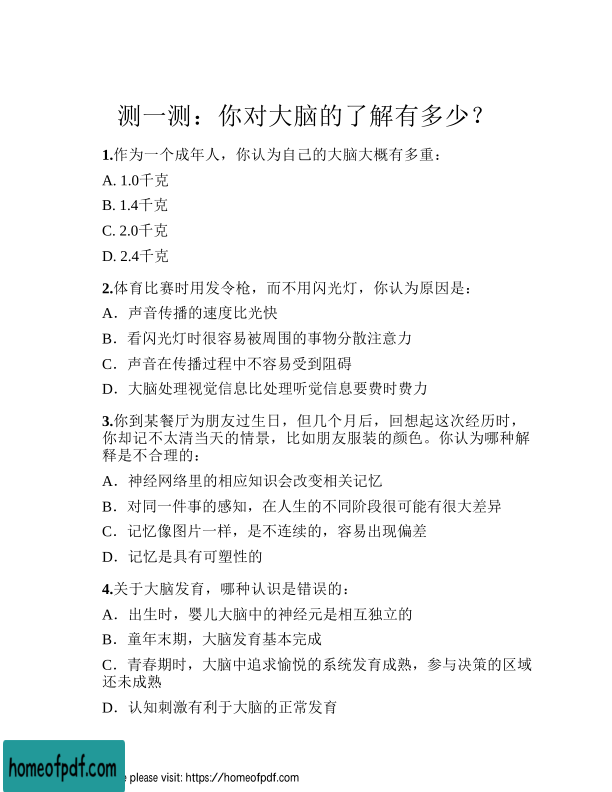 测一测：你对大脑的了解有多少？
1.作为一个成年人，你认为自己的大脑大概有多重：
A. 1.0千克
B. 1.4千克
C. 2.0千克
D. 2.4千克
2.体育比赛时用发令枪，而不用闪光灯，你认为原因是：
A．声音传播的速度比光快
B．看闪光灯时很容易被周围的事物分散注意力
C．声音在传播过程中不容易受到阻碍
D．大脑处理视觉信息比处理听觉信息要费时费力
3.你到某餐厅为朋友过生日，但几个月后，回想起这次经历时，
你却记不太清当天的情景，比如朋友服装的颜色。你认为哪种解
释是不合理的：
A．神经网络里的相应知识会改变相关记忆
B．对同一件事的感知，在人生的不同阶段很可能有很大差异
C．记忆像图片一样，是不连续的，容易出现偏差
D．记忆是具有可塑性的
4.关于大脑发育，哪种认识是错误的：
A．出生时，婴儿大脑中的神经元是相互独立的
B．童年末期，大脑发育基本完成
C．青春期时，大脑中追求愉悦的系统发育成熟，参与决策的区域
还未成熟
D．认知刺激有利于大脑的正常发育
homeofpdf.com
please visit: https://homeofpdf.com